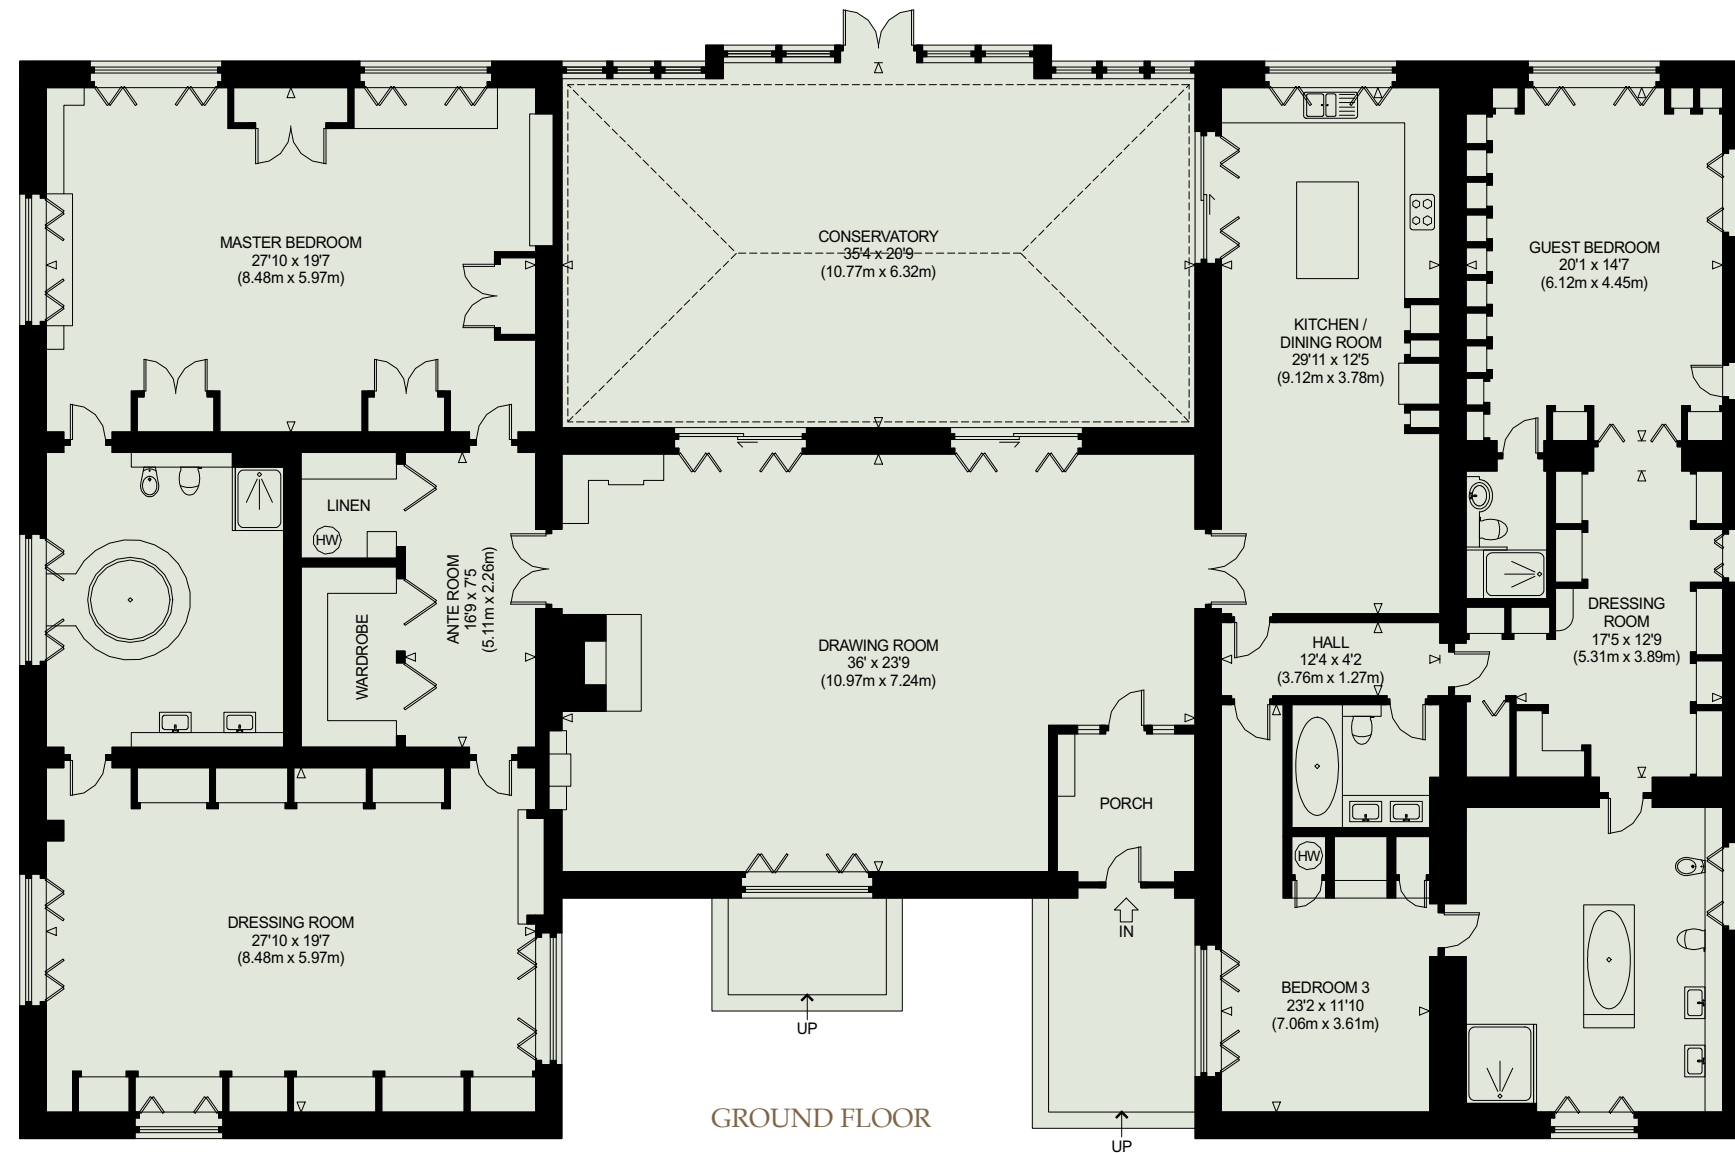 MASTER BEDROOM
27'10 x 19'7
(8.48m x 5.97m)
CONSERVATORY
35'4 x 20'9
(10.77m x 6.32m)
KITCHEN /
DINING ROOM
29'11 x 12'5
(9.12m x 3.78m)
GUEST BEDROOM
20'1 x 14'7
(6.12m x 4.45m)
LINEN
HW
WARDROBE
ANTE ROOM
16'9 x 7'5
(5.11m x 2.26m)
DRAWING ROOM
36' x 23'9
(10.97m x 7.24m)
HALL
12'4 x 4'2
(3.76m x 1.27m)
DRESSING
ROOM
17'5 x 12'9
(5.31m x 3.89m)
PORCH
HW
DRESSING ROOM
27'10 x 19'7
(8.48m x 5.97m)
IN
BEDROOM 3
23'2 x 11'10
(7.06m x 3.61m)
UP
GROUND FLOOR
UP